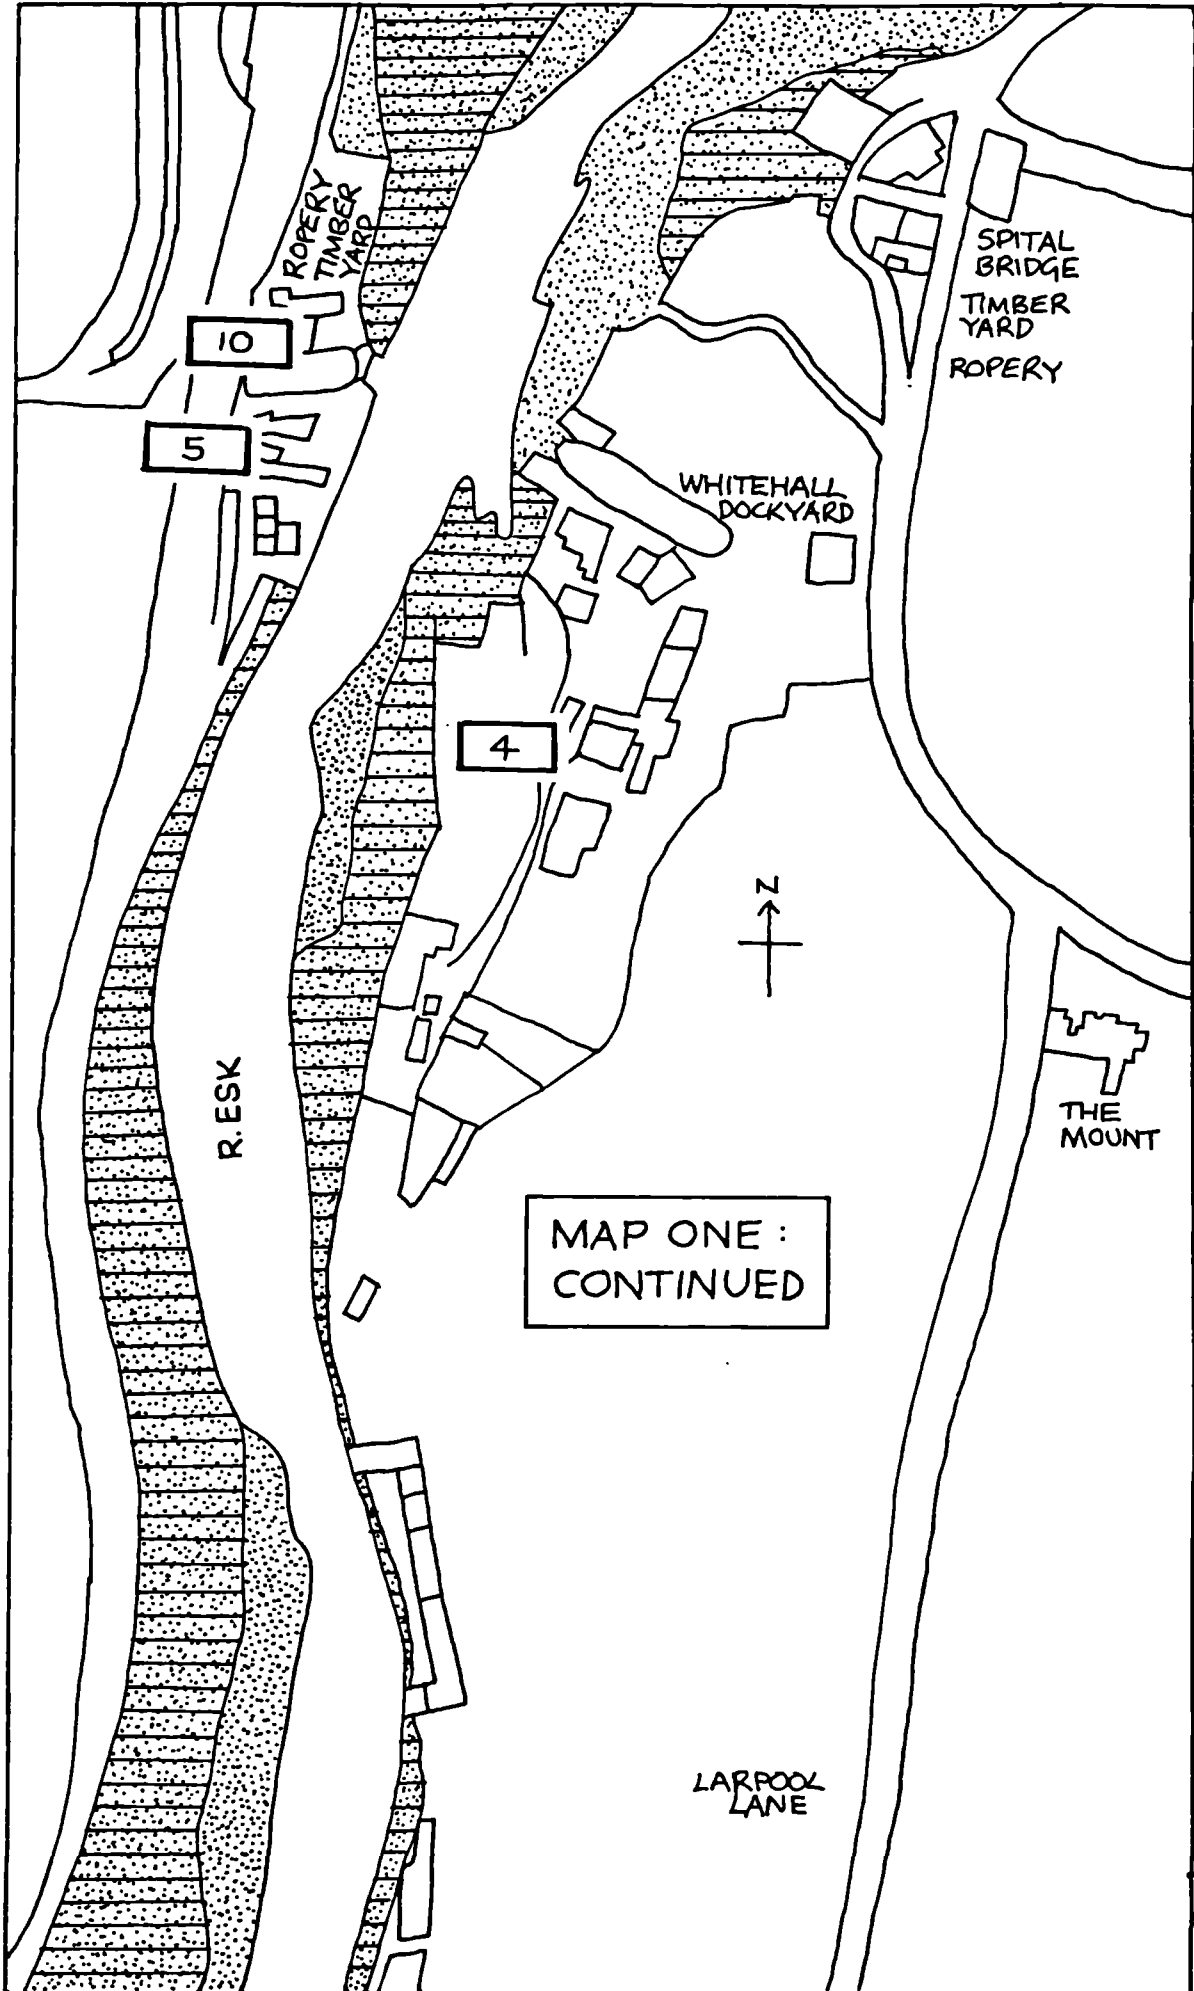 ROPERY
TIMBER
YARD
SPITAL
BRIDGE
TIMBER
YARD
ROPERY
10
5
WHITEHALL
DOCKYARD
4
N
R. ESK
THE
MOUNT
MAP ONE :
CONTINUED
LARPOOL
LANE